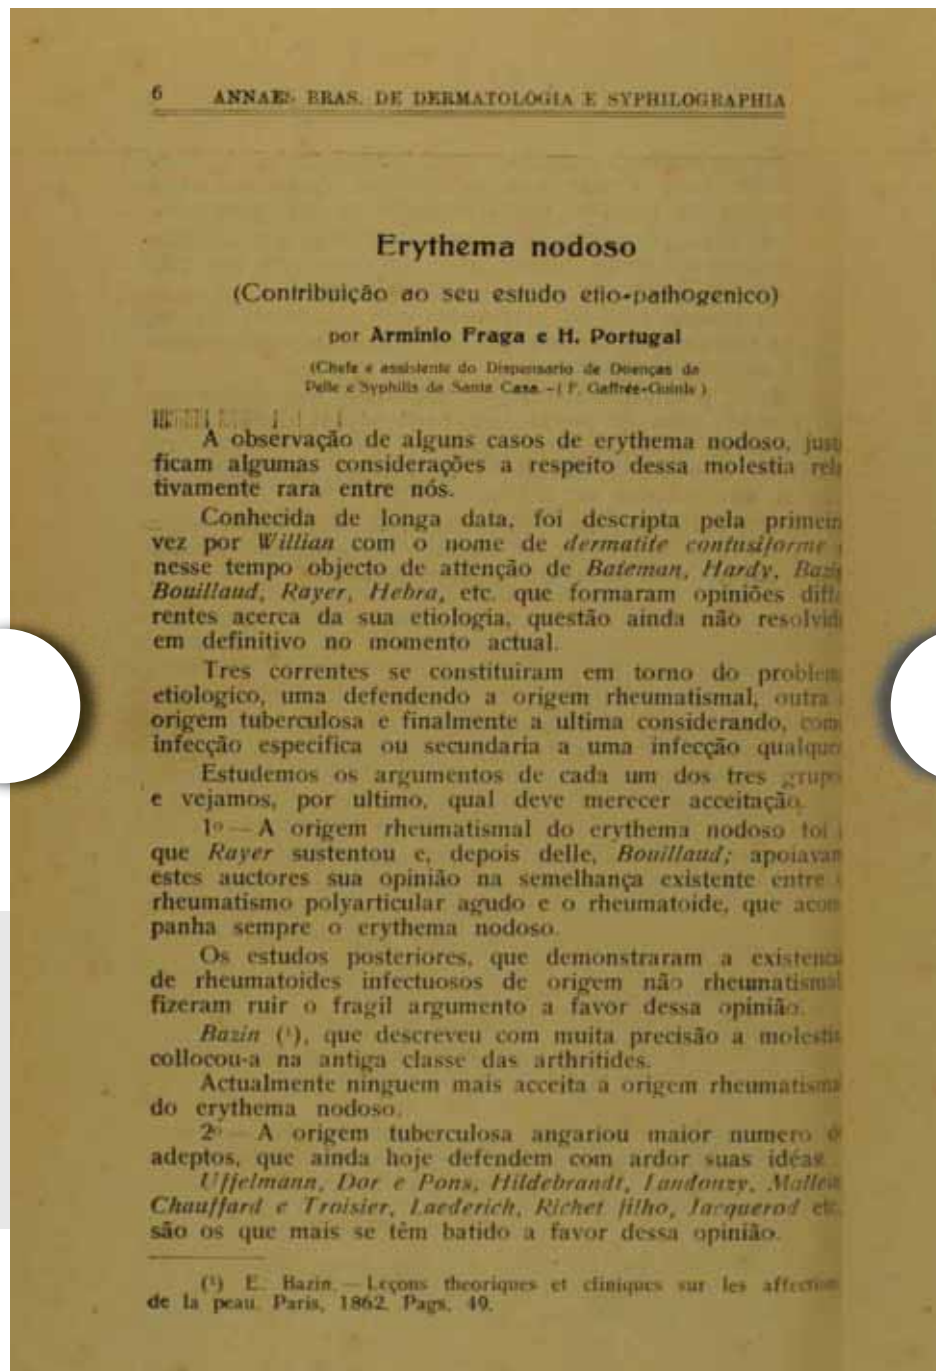 6 ANNAES BRAS. DE DERMATOLOGIA E SYPHILOGRAPHIA
Erythema nodoso
(Contribuição ao seu estudo etio-pathogenico)
por Arminio Fraga e H. Portugal
(Chefe e assistente do Dispensario de Doenças da
Pelle e Syphilis da Santa Casa. -( F. Gaffrée-Guinle )
A observação de alguns casos de erythema nodoso, justi
ficam algumas considerações a respeito dessa molestia rela
tivamente rara entre nós.
Conhecida de longa data, foi descripta pela primeir
vez por Willian com o nome de dermatite contusiforme
nesse tempo objecto de attenção de Bateman, Hardy, Bazin
Bouillaud, Rayer, Hebra, etc. que formaram opiniões diffe
rentes acerca da sua etiologia, questão ainda não resolvid
em definitivo no momento actual.
Tres correntes se constituiram em torno do problem
etiologico, uma defendendo a origem rheumatismal, outra
origem tuberculosa e finalmente a ultima considerando, com
infecção especifica ou secundaria a uma infecção qualquer
Estudemos os argumentos de cada um dos tres grupo
e vejamos, por ultimo, qual deve merecer acceitação.
1º — A origem rheumatismal do erythema nodoso foi
que Rayer sustentou e, depois delle, Bouillaud; apoiavam
estes auctores sua opinião na semelhança existente entre
rheumatismo polyarticular agudo e o rheumatoide, que acom
panha sempre o erythema nodoso.
Os estudos posteriores, que demonstraram a existencia
de rheumatoides infectuosos de origem não rheumatismal
fizeram ruir o fragil argumento a favor dessa opinião.
Bazin (¹), que descreveu com muita precisão a molestia
collocou-a na antiga classe das arthritides.
Actualmente ninguem mais acceita a origem rheumatismal
do erythema nodoso.
2º — A origem tuberculosa angariou maior numero d
adeptos, que ainda hoje defendem com ardor suas idéas.
Uffelmann, Dor e Pons, Hildebrandt, Landouzy,
Chauffard e Troisier, Laederich, Richet filho, Jacquerod etc.
são os que mais se têm batido a favor dessa opinião.
(¹) E. Bazin — Leçons theoriques et cliniques sur les affection
de la peau. Paris, 1862. Pags. 49.